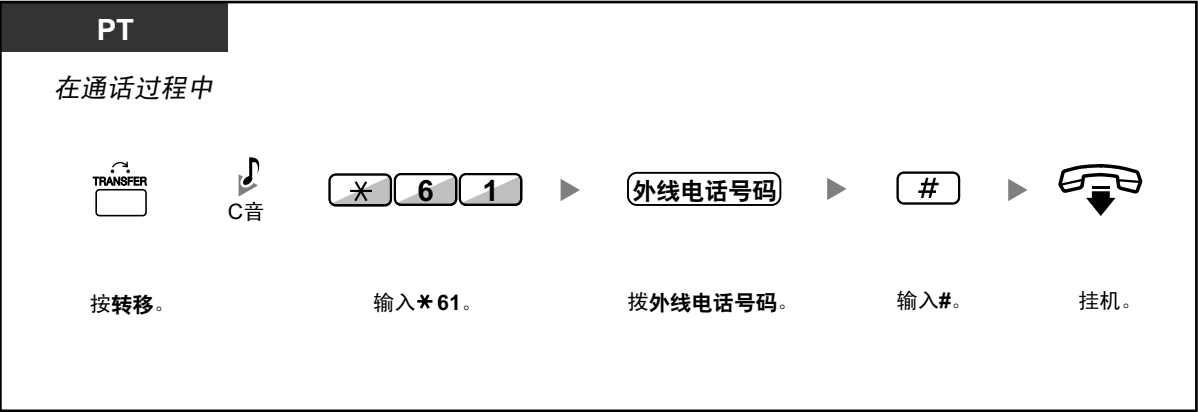 PT
在通话过程中
TRANSFER
C音
* 6 1
外线电话号码
#
按转移。
输入*61。
拨外线电话号码。
输入#。
挂机。